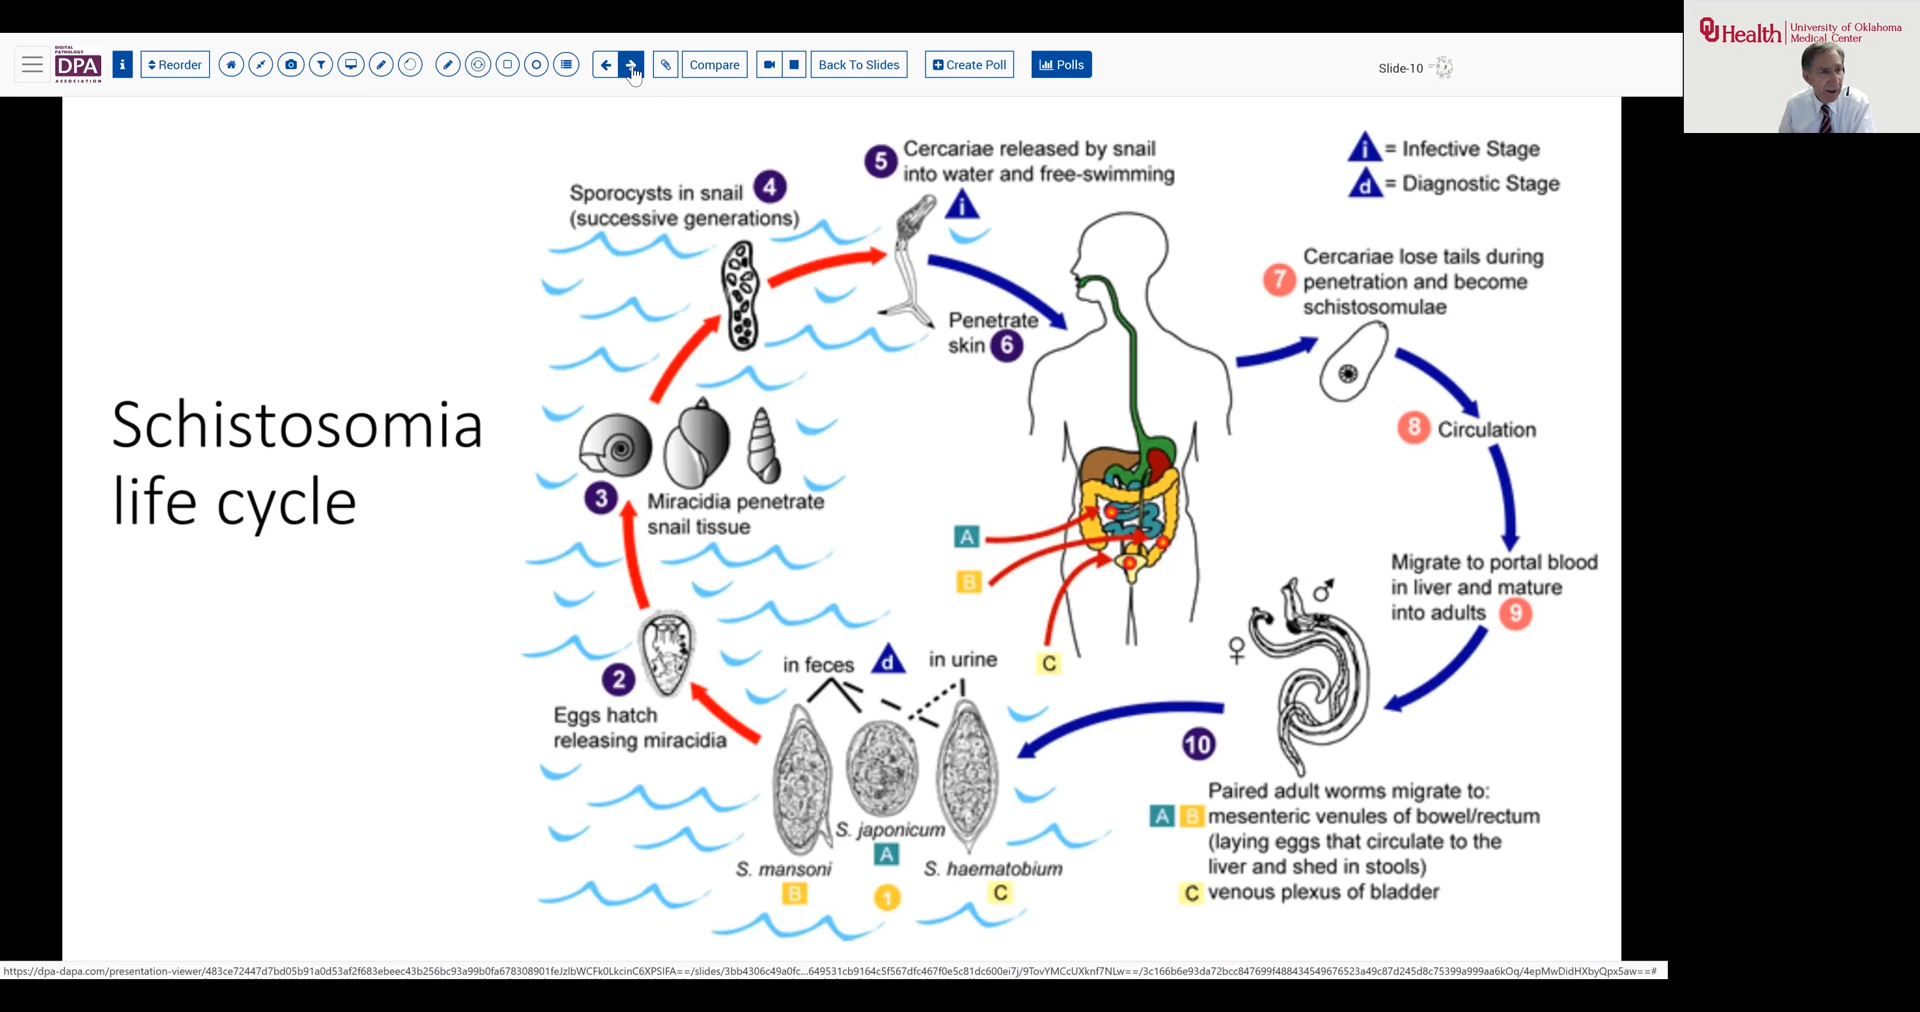 OU Health University of Oklahoma
Medical Center
DIGITAL
PATHOLOGY
DPA
ASSOCIATION
i
Reorder
Compare
Back To Slides
Create Poll
Polls
Slide-10
Schistosomia
life cycle
4
Sporocysts in snail
(successive generations)
5
Cercariae released by snail
into water and free-swimming
i
i = Infective Stage
d = Diagnostic Stage
Penetrate
skin 6
7
Cercariae lose tails during
penetration and become
schistosomulae
8 Circulation
3
Miracidia penetrate
snail tissue
A
B
C
Migrate to portal blood
in liver and mature
into adults 9
♂
♀
2
Eggs hatch
releasing miracidia
in feces d in urine
10
S. japonicum
A
S. mansoni
B
1
S. haematobium
C
Paired adult worms migrate to:
A B mesenteric venules of bowel/rectum
(laying eggs that circulate to the
liver and shed in stools)
C venous plexus of bladder